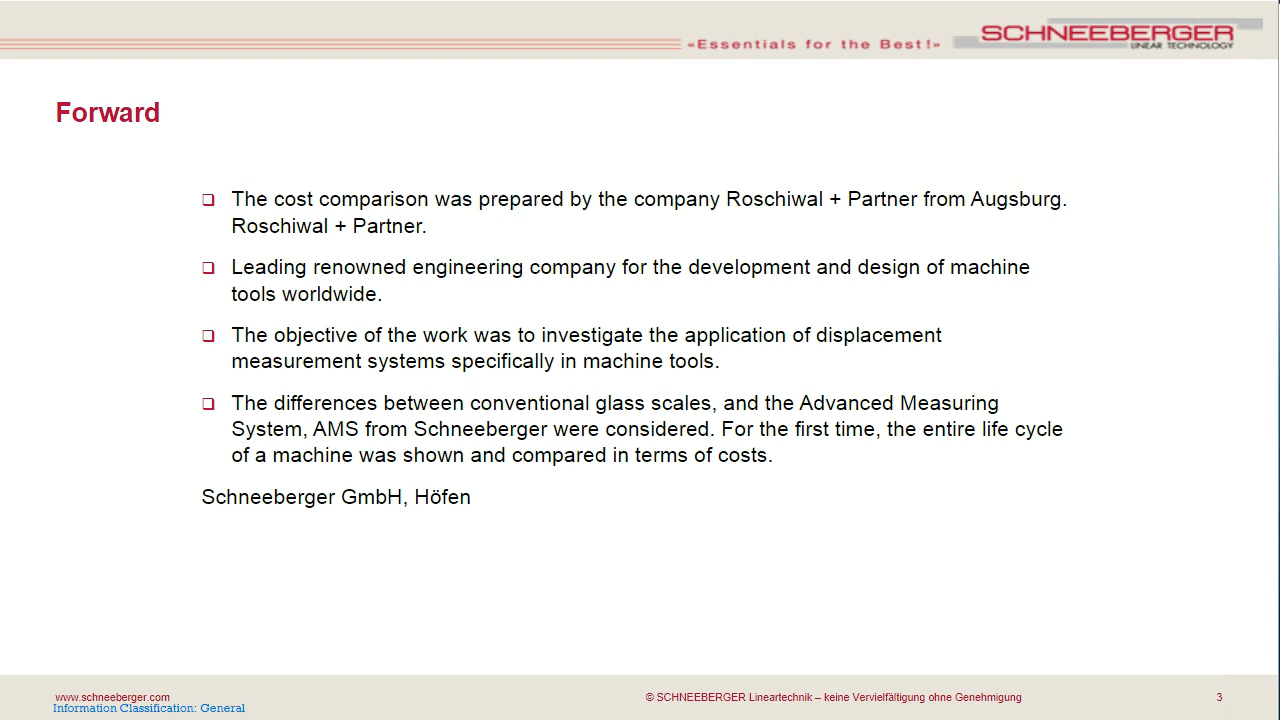 «Essentials for the Best!»
SCHNEEBERGER
LINEAR TECHNOLOGY
Forward
❑ The cost comparison was prepared by the company Roschiwal + Partner from Augsburg.
Roschiwal + Partner.
❑ Leading renowned engineering company for the development and design of machine
tools worldwide.
❑ The objective of the work was to investigate the application of displacement
measurement systems specifically in machine tools.
❑ The differences between conventional glass scales, and the Advanced Measuring
System, AMS from Schneeberger were considered. For the first time, the entire life cycle
of a machine was shown and compared in terms of costs.
Schneeberger GmbH, Höfen
www.schneeberger.com
© SCHNEEBERGER Lineartechnik – keine Vervielfältigung ohne Genehmigung
3
Information Classification: General